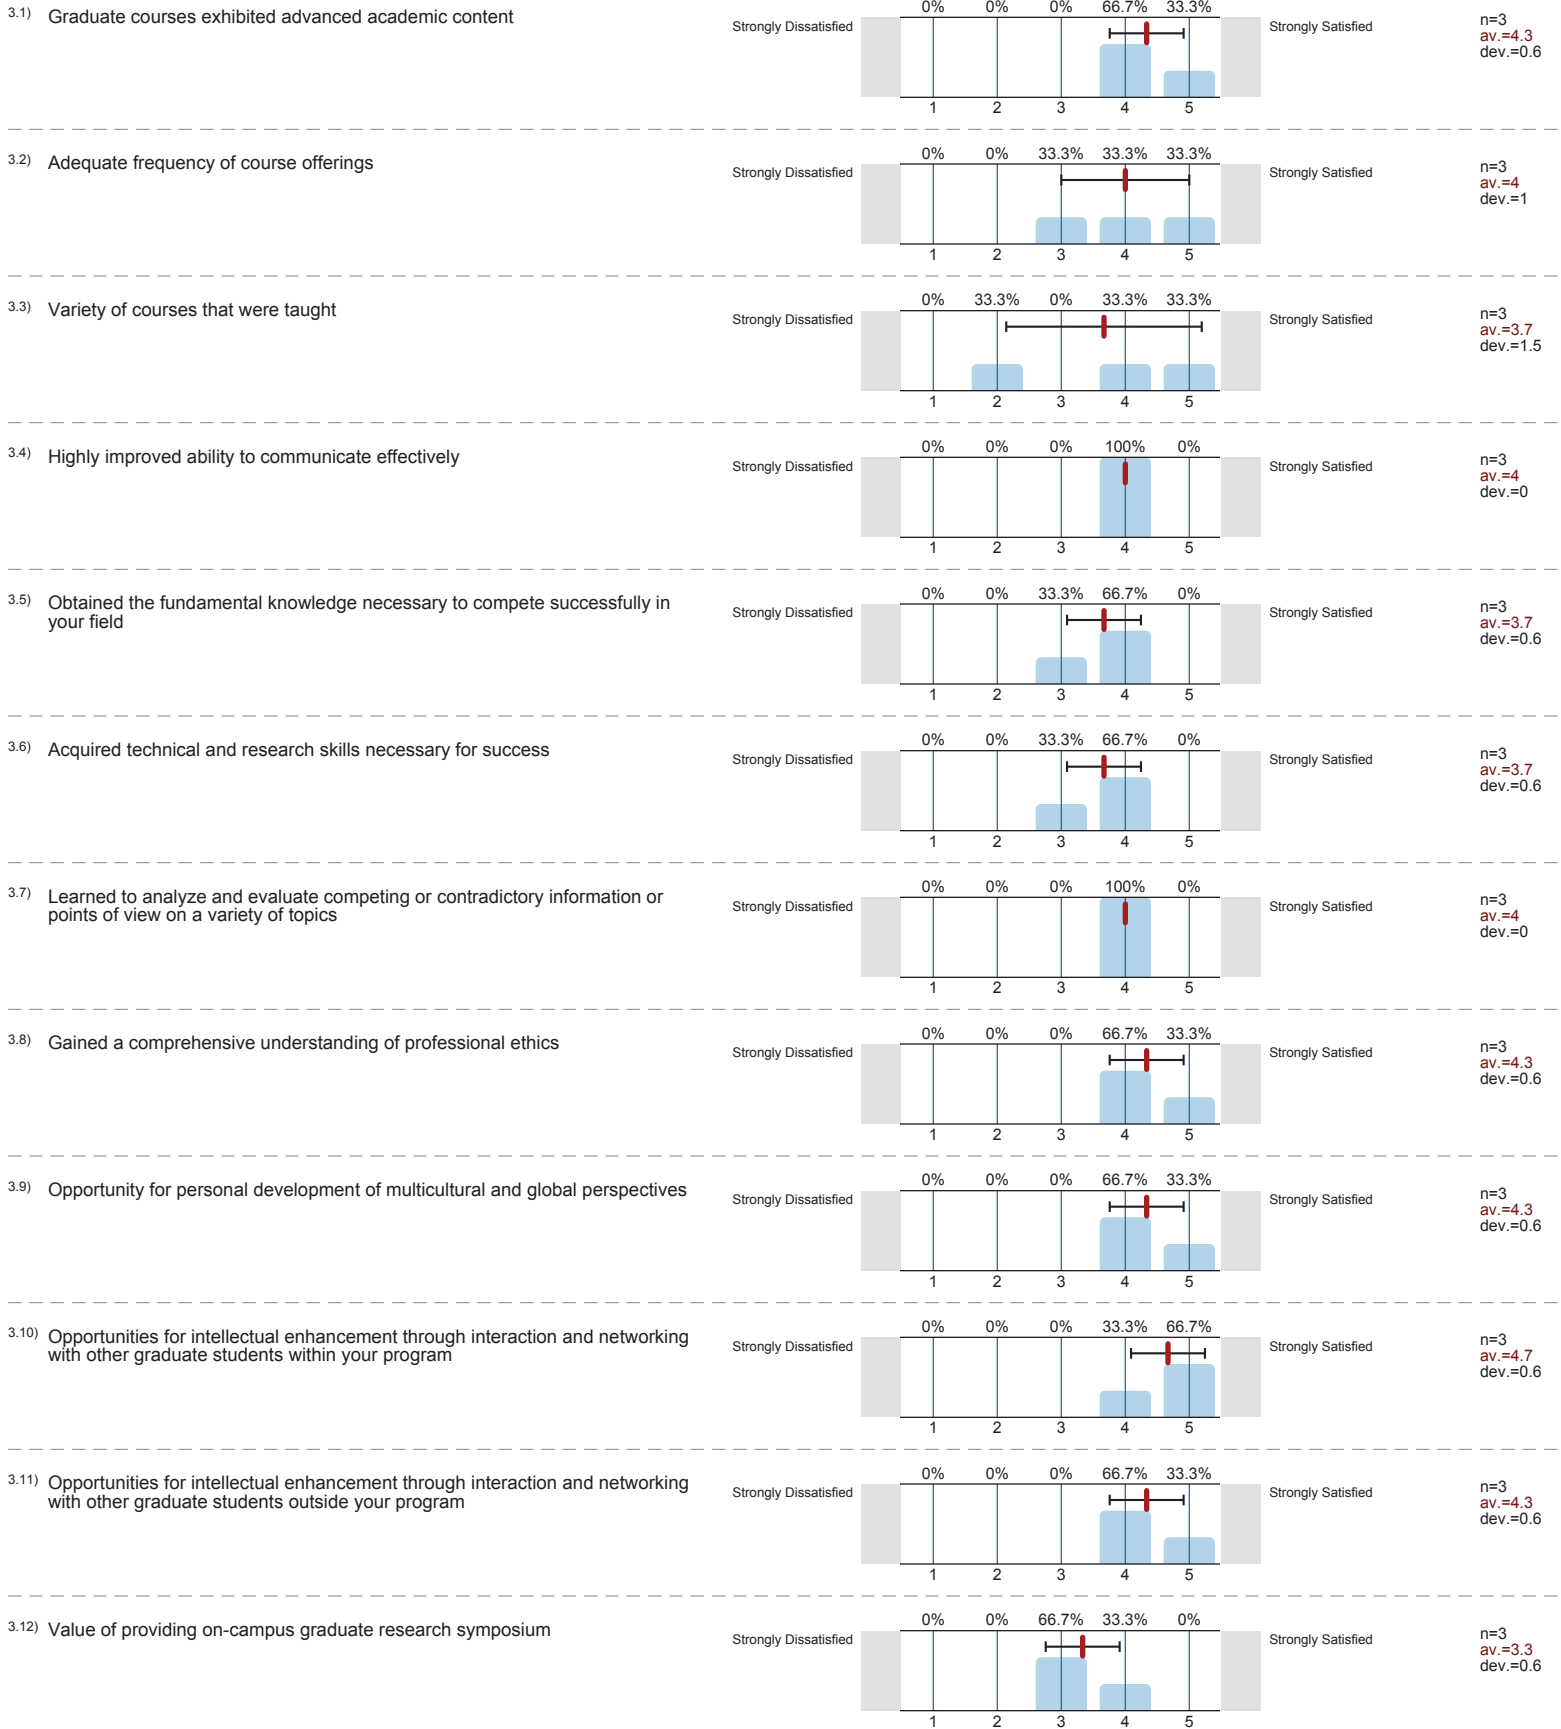 3.1) Graduate courses exhibited advanced academic content
0% 0% 0% 66.7% 33.3%
Strongly Dissatisfied Strongly Satisfied
n=3
av.=4.3
dev.=0.6
1 2 3 4 5
3.2) Adequate frequency of course offerings
0% 0% 33.3% 33.3% 33.3%
Strongly Dissatisfied Strongly Satisfied
n=3
av.=4
dev.=1
1 2 3 4 5
3.3) Variety of courses that were taught
0% 33.3% 0% 33.3% 33.3%
Strongly Dissatisfied Strongly Satisfied
n=3
av.=3.7
dev.=1.5
1 2 3 4 5
3.4) Highly improved ability to communicate effectively
0% 0% 0% 100% 0%
Strongly Dissatisfied Strongly Satisfied
n=3
av.=4
dev.=0
1 2 3 4 5
3.5) Obtained the fundamental knowledge necessary to compete successfully in
your field
0% 0% 33.3% 66.7% 0%
Strongly Dissatisfied Strongly Satisfied
n=3
av.=3.7
dev.=0.6
1 2 3 4 5
3.6) Acquired technical and research skills necessary for success
0% 0% 33.3% 66.7% 0%
Strongly Dissatisfied Strongly Satisfied
n=3
av.=3.7
dev.=0.6
1 2 3 4 5
3.7) Learned to analyze and evaluate competing or contradictory information or
points of view on a variety of topics
0% 0% 0% 100% 0%
Strongly Dissatisfied Strongly Satisfied
n=3
av.=4
dev.=0
1 2 3 4 5
3.8) Gained a comprehensive understanding of professional ethics
0% 0% 0% 66.7% 33.3%
Strongly Dissatisfied Strongly Satisfied
n=3
av.=4.3
dev.=0.6
1 2 3 4 5
3.9) Opportunity for personal development of multicultural and global perspectives
0% 0% 0% 66.7% 33.3%
Strongly Dissatisfied Strongly Satisfied
n=3
av.=4.3
dev.=0.6
1 2 3 4 5
3.10) Opportunities for intellectual enhancement through interaction and networking
with other graduate students within your program
0% 0% 0% 33.3% 66.7%
Strongly Dissatisfied Strongly Satisfied
n=3
av.=4.7
dev.=0.6
1 2 3 4 5
3.11) Opportunities for intellectual enhancement through interaction and networking
with other graduate students outside your program
0% 0% 0% 66.7% 33.3%
Strongly Dissatisfied Strongly Satisfied
n=3
av.=4.3
dev.=0.6
1 2 3 4 5
3.12) Value of providing on-campus graduate research symposium
0% 0% 66.7% 33.3% 0%
Strongly Dissatisfied Strongly Satisfied
n=3
av.=3.3
dev.=0.6
1 2 3 4 5